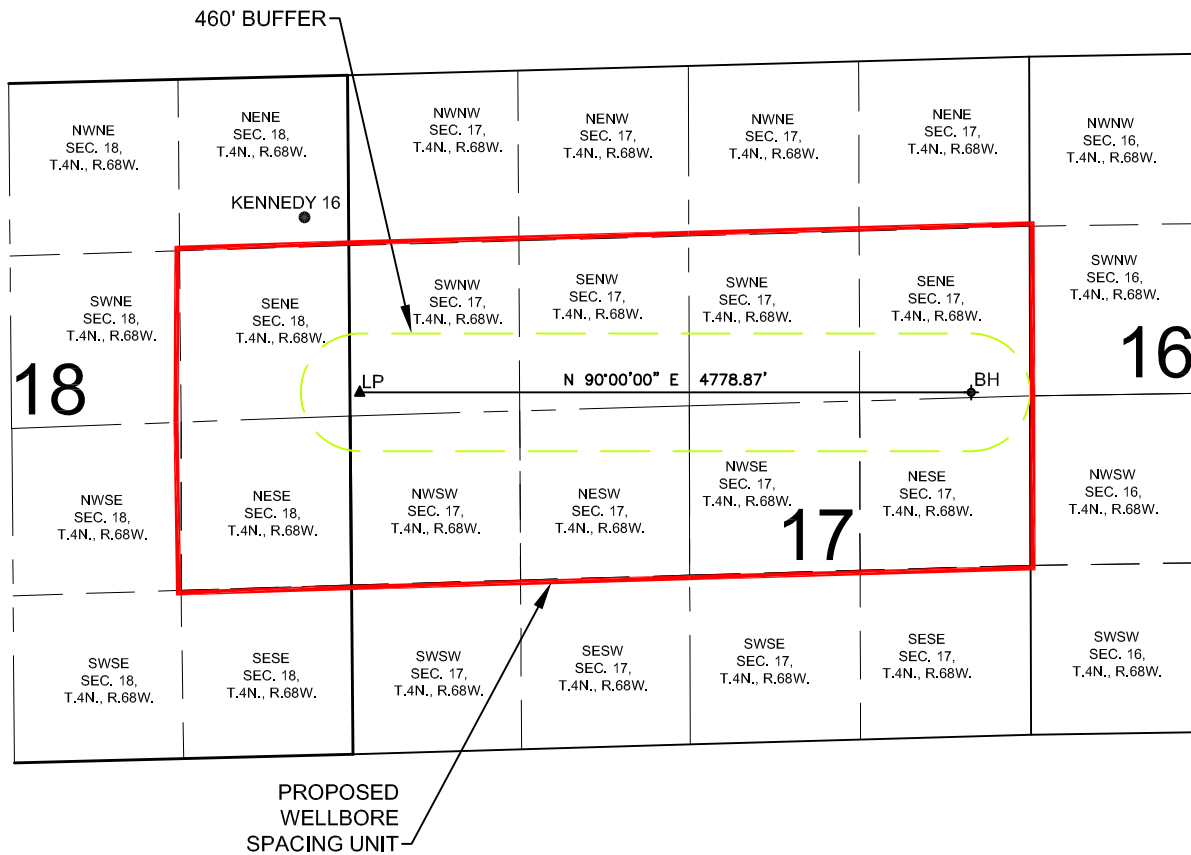 460' BUFFER
NWNE
SEC. 18,
T.4N., R.68W.
NENE
SEC. 18,
T.4N., R.68W.
NWNW
SEC. 17,
T.4N., R.68W.
NENW
SEC. 17,
T.4N., R.68W.
NWNE
SEC. 17,
T.4N., R.68W.
NENE
SEC. 17,
T.4N., R.68W.
NWNW
SEC. 16,
T.4N., R.68W.
KENNEDY 16
SWNE
SEC. 18,
T.4N., R.68W.
SENE
SEC. 18,
T.4N., R.68W.
SWNW
SEC. 17,
T.4N., R.68W.
SENW
SEC. 17,
T.4N., R.68W.
SWNE
SEC. 17,
T.4N., R.68W.
SENE
SEC. 17,
T.4N., R.68W.
SWNW
SEC. 16,
T.4N., R.68W.
18
16
LP
N 90°00'00" E 4778.87'
BH
NWSE
SEC. 18,
T.4N., R.68W.
NESE
SEC. 18,
T.4N., R.68W.
NWSW
SEC. 17,
T.4N., R.68W.
NESW
SEC. 17,
T.4N., R.68W.
NWSE
SEC. 17,
T.4N., R.68W.
NESE
SEC. 17,
T.4N., R.68W.
NWSW
SEC. 16,
T.4N., R.68W.
17
SWSE
SEC. 18,
T.4N., R.68W.
SESE
SEC. 18,
T.4N., R.68W.
SWSW
SEC. 17,
T.4N., R.68W.
SESW
SEC. 17,
T.4N., R.68W.
SWSE
SEC. 17,
T.4N., R.68W.
SESE
SEC. 17,
T.4N., R.68W.
SWSW
SEC. 16,
T.4N., R.68W.
PROPOSED
WELLBORE
SPACING UNIT